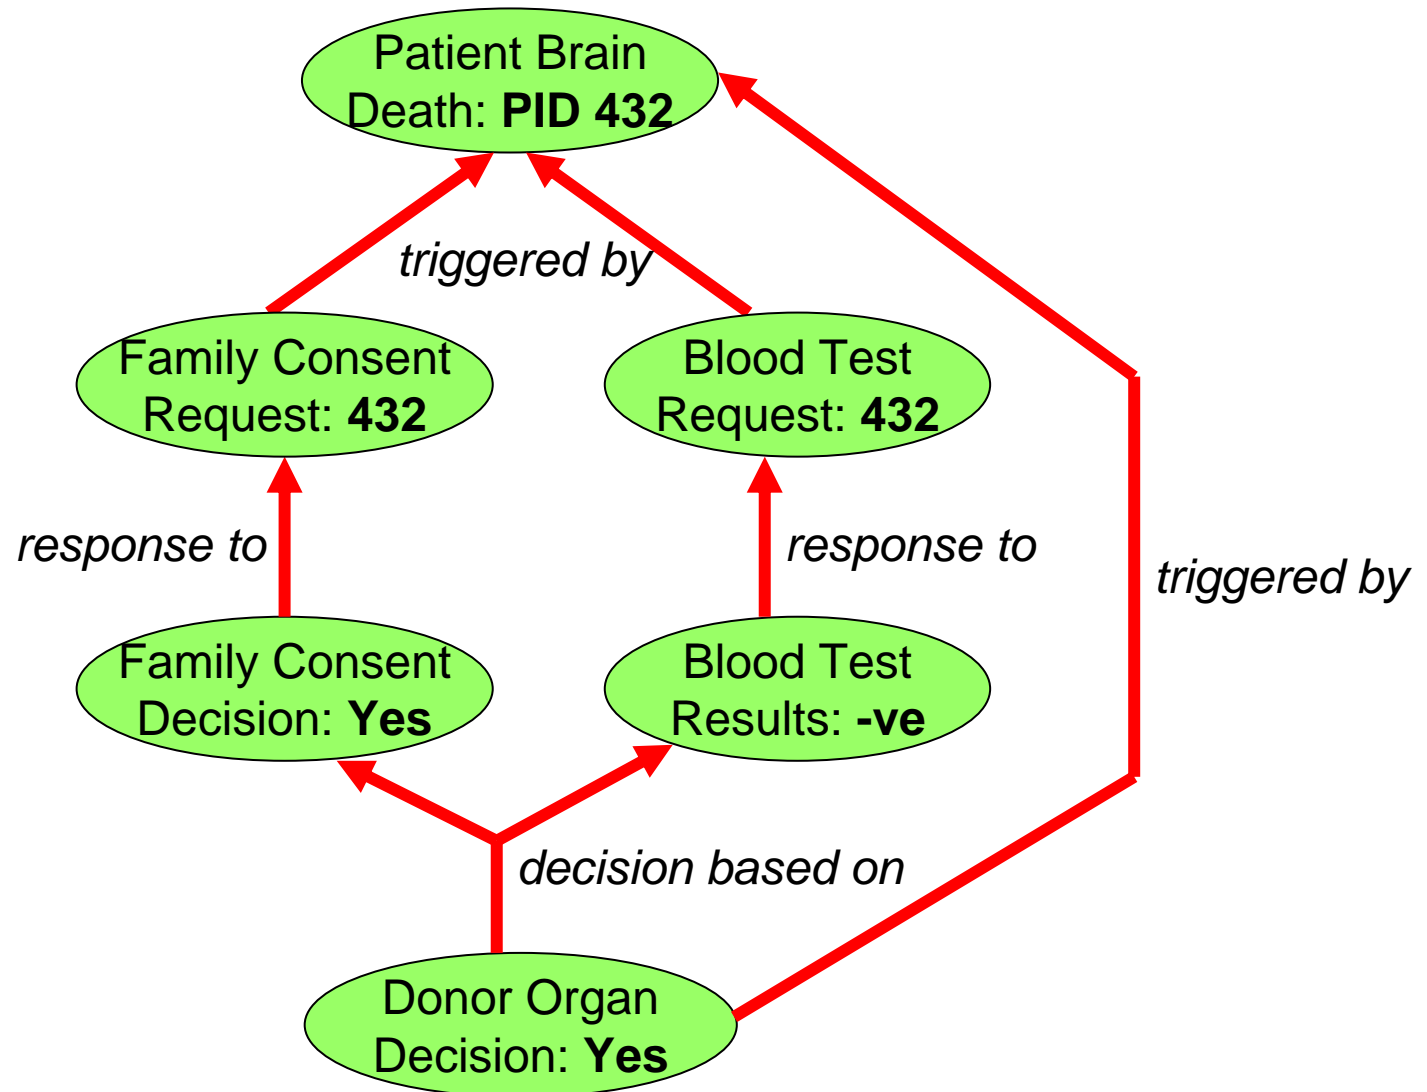 Patient Brain
Death: PID 432
triggered by
Family Consent
Request: 432
Blood Test
Request: 432
response to
response to
triggered by
Family Consent
Decision: Yes
Blood Test
Results: -ve
decision based on
Donor Organ
Decision: Yes